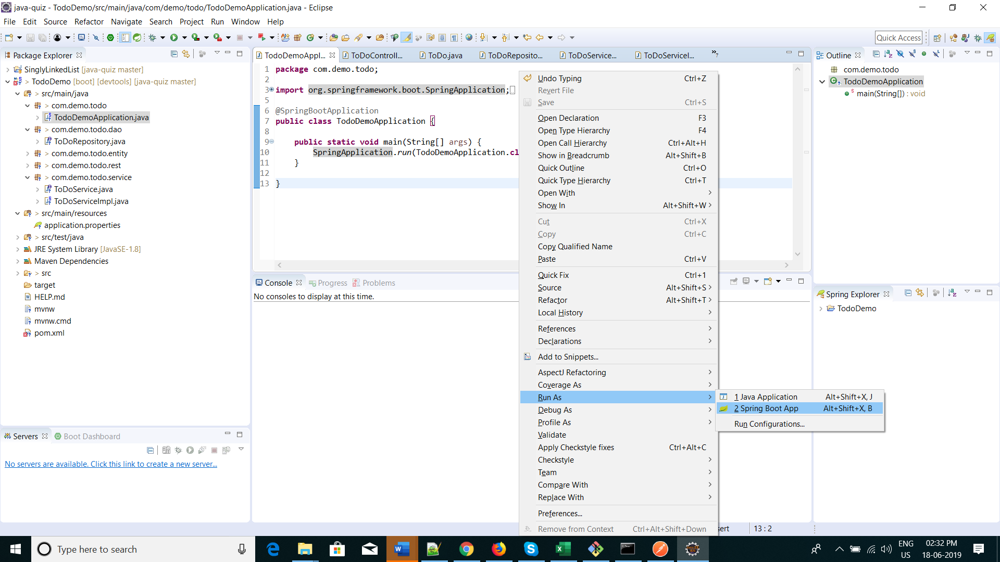 java-quiz - TodoDemo/src/main/java/com/demo/todo/TodoDemoApplication.java - Eclipse
File Edit Source Refactor Navigate Search Project Run Window Help
Quick Access
Package Explorer
SinglyLinkedList [java-quiz master]
> TodoDemo [boot] [devtools] [java-quiz master]
> src/main/java
> com.demo.todo
TodoDemoApplication.java
> com.demo.todo.dao
ToDoRepository.java
> com.demo.todo.entity
> com.demo.todo.rest
> com.demo.todo.service
ToDoService.java
ToDoServiceImpl.java
> src/main/resources
application.properties
> src/test/java
JRE System Library [JavaSE-1.8]
Maven Dependencies
> src
target
HELP.md
mvnw
mvnw.cmd
pom.xml
Servers Boot Dashboard
No servers are available. Click this link to create a new server...
TodoDemoAppl... ToDoControll... ToDo.java ToDoReposito... ToDoService... ToDoServiceI... »7
1 package com.demo.todo;
2
3 import org.springframework.boot.SpringApplication;
5
6 @SpringBootApplication
7 public class TodoDemoApplication {
8
9 public static void main(String[] args) {
10 SpringApplication.run(TodoDemoApplication.cl
11 }
12
13 }
Console Progress Problems
No consoles to display at this time.
Undo Typing Ctrl+Z
Revert File
Save Ctrl+S
Open Declaration F3
Open Type Hierarchy F4
Open Call Hierarchy Ctrl+Alt+H
Show in Breadcrumb Alt+Shift+B
Quick Outline Ctrl+O
Quick Type Hierarchy Ctrl+T
Open With
Show In Alt+Shift+W
Cut Ctrl+X
Copy Ctrl+C
Copy Qualified Name
Paste Ctrl+V
Quick Fix Ctrl+1
Source Alt+Shift+S
Refactor Alt+Shift+T
Local History
References
Declarations
Add to Snippets...
AspectJ Refactoring
Coverage As
Run As
Debug As
Profile As
Validate
Apply Checkstyle fixes Ctrl+Alt+C
Checkstyle
Team
Compare With
Replace With
Preferences...
Remove from Context Ctrl+Alt+Shift+Down
1 Java Application Alt+Shift+X, J
2 Spring Boot App Alt+Shift+X, B
Run Configurations...
Outline
com.demo.todo
TodoDemoApplication
main(String[]) : void
Spring Explorer
TodoDemo
sert 13 : 2
Type here to search
ENG
US
02:32 PM
18-06-2019